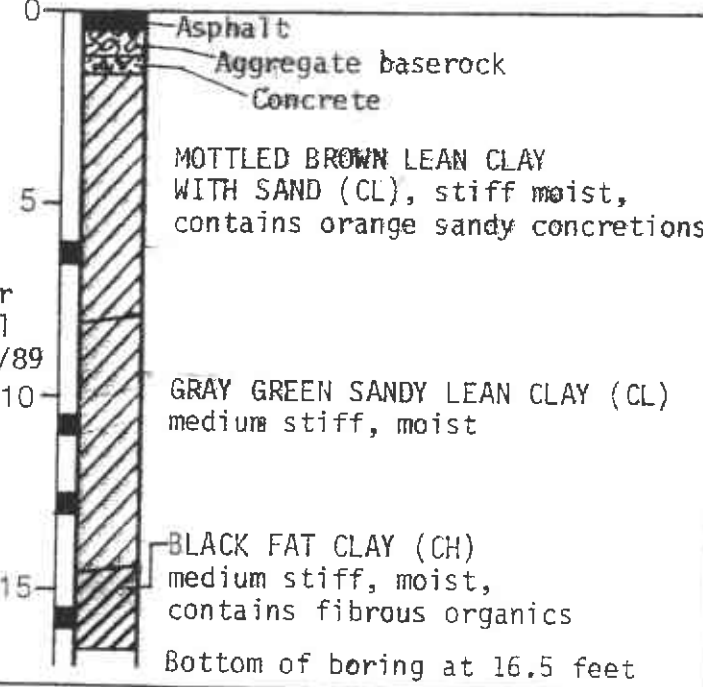 0
Asphalt
Aggregate baserock
Concrete
MOTTLED BROWN LEAN CLAY
WITH SAND (CL), stiff moist,
contains orange sandy concretions
5
/89
10
GRAY GREEN SANDY LEAN CLAY (CL)
medium stiff, moist
BLACK FAT CLAY (CH)
medium stiff, moist,
contains fibrous organics
15
Bottom of boring at 16.5 feet